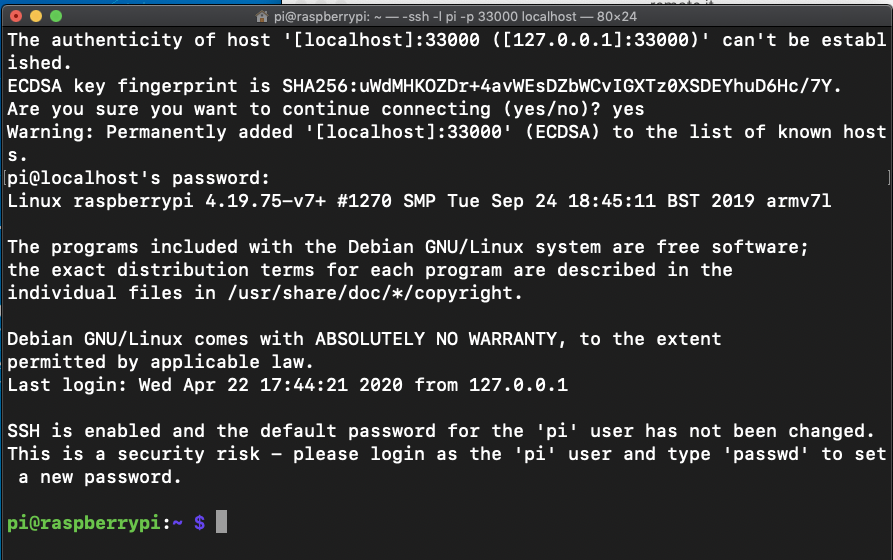 remote.it
pi@raspberrypi: ~ — -ssh -l pi -p 33000 localhost — 80×24
The authenticity of host '[localhost]:33000 ([127.0.0.1]:33000)' can't be establ
ished.
ECDSA key fingerprint is SHA256:uWdMHKOZDr+4avWEsDZbWCvIGXTz0XSDEYhuD6Hc/7Y.
Are you sure you want to continue connecting (yes/no)? yes
Warning: Permanently added '[localhost]:33000' (ECDSA) to the list of known host
s.
pi@localhost's password:
Linux raspberrypi 4.19.75-v7+ #1270 SMP Tue Sep 24 18:45:11 BST 2019 armv7l
The programs included with the Debian GNU/Linux system are free software;
the exact distribution terms for each program are described in the
individual files in /usr/share/doc/*/copyright.
Debian GNU/Linux comes with ABSOLUTELY NO WARRANTY, to the extent
permitted by applicable law.
Last login: Wed Apr 22 17:44:21 2020 from 127.0.0.1
SSH is enabled and the default password for the 'pi' user has not been changed.
This is a security risk - please login as the 'pi' user and type 'passwd' to set
 a new password.
pi@raspberrypi:~ $